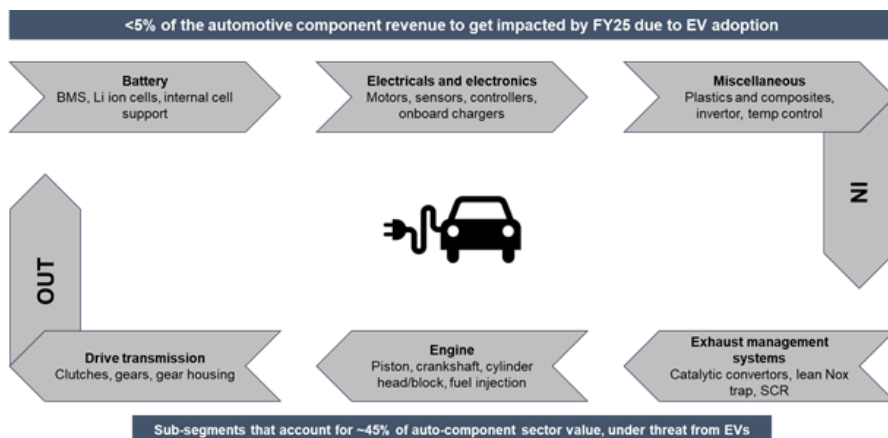 <5% of the automotive component revenue to get impacted by FY25 due to EV adoption
Battery
BMS, Li ion cells, internal cell
support
Electricals and electronics
Motors, sensors, controllers,
onboard chargers
Miscellaneous
Plastics and composites,
invertor, temp control
IN
OUT
Drive transmission
Clutches, gears, gear housing
Engine
Piston, crankshaft, cylinder
head/block, fuel injection
Exhaust management
systems
Catalytic convertors, lean Nox
trap, SCR
Sub-segments that account for ~45% of auto-component sector value, under threat from EVs